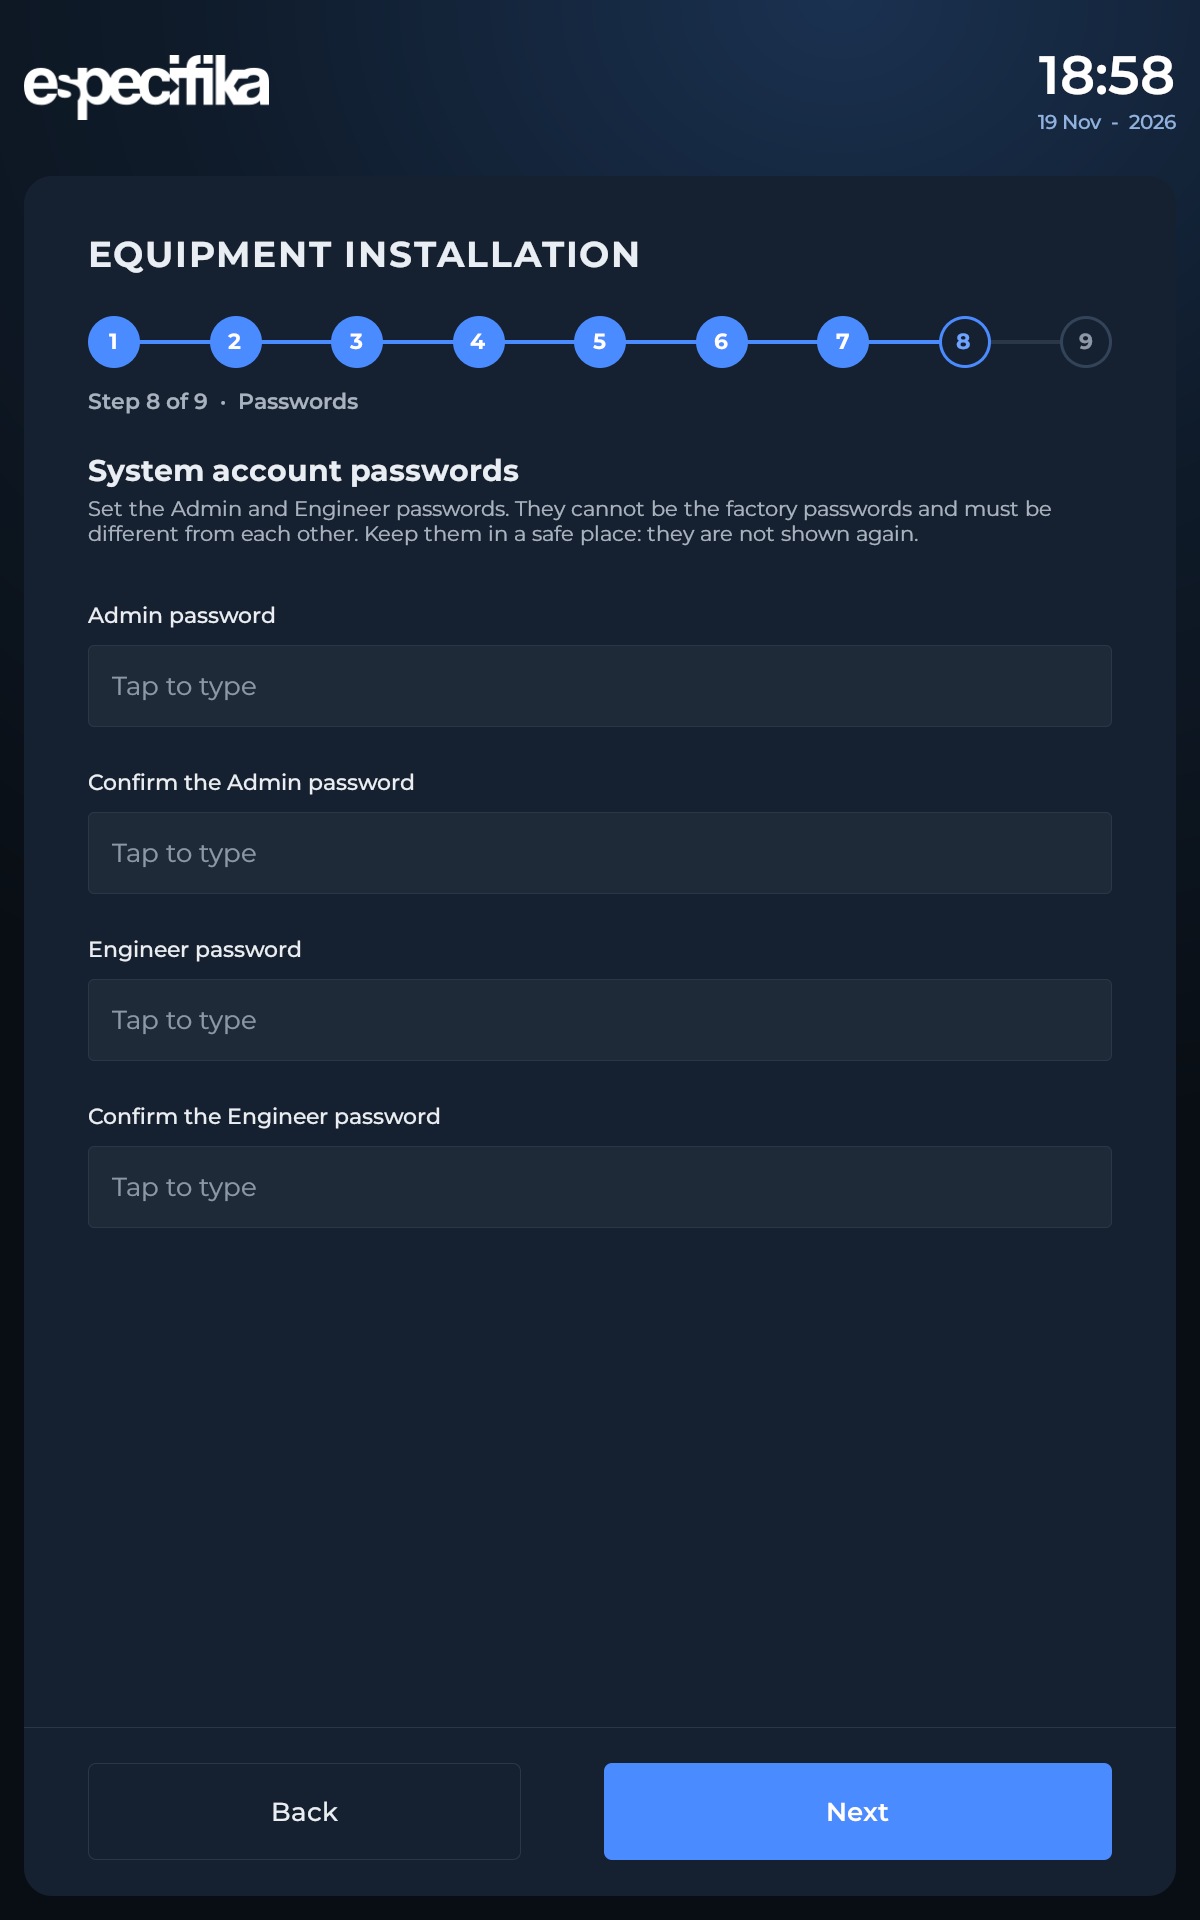 especifika
18:58
19 Nov - 2026
EQUIPMENT INSTALLATION
1 2 3 4 5 6 7 8 9
Step 8 of 9 · Passwords
System account passwords
Set the Admin and Engineer passwords. They cannot be the factory passwords and must be
different from each other. Keep them in a safe place: they are not shown again.
Admin password
Tap to type
Confirm the Admin password
Tap to type
Engineer password
Tap to type
Confirm the Engineer password
Tap to type
Back
Next